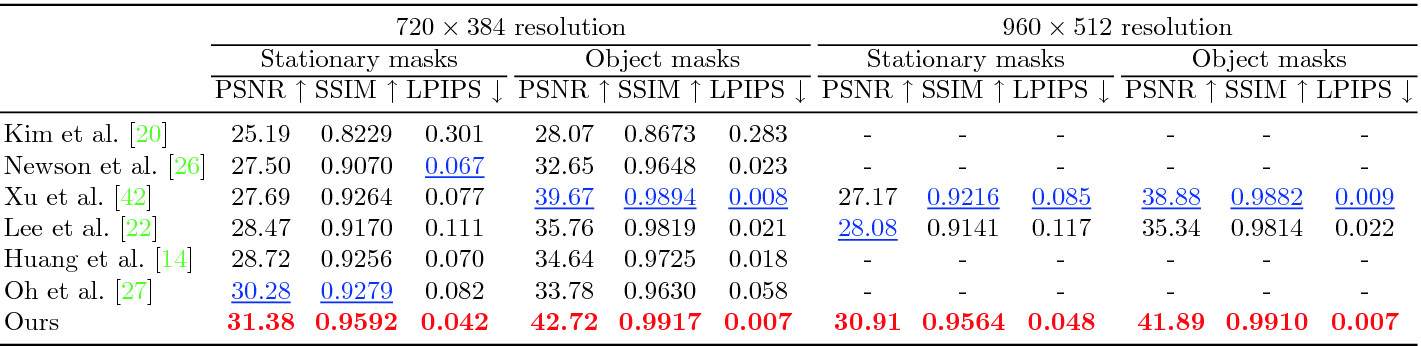 720 × 384 resolution 960 × 512 resolution
Stationary masks Object masks Stationary masks Object masks
PSNR ↑ SSIM ↑ LPIPS ↓ PSNR ↑ SSIM ↑ LPIPS ↓ PSNR ↑ SSIM ↑ LPIPS ↓ PSNR ↑ SSIM ↑ LPIPS ↓
Kim et al. [20] 25.19 0.8229 0.301 28.07 0.8673 0.283 - - - - - -
Newson et al. [26] 27.50 0.9070 0.067 32.65 0.9648 0.023 - - - - - -
Xu et al. [42] 27.69 0.9264 0.077 39.67 0.9894 0.008 27.17 0.9216 0.085 38.88 0.9882 0.009
Lee et al. [22] 28.47 0.9170 0.111 35.76 0.9819 0.021 28.08 0.9141 0.117 35.34 0.9814 0.022
Huang et al. [14] 28.72 0.9256 0.070 34.64 0.9725 0.018 - - - - - -
Oh et al. [27] 30.28 0.9279 0.082 33.78 0.9630 0.058 - - - - - -
Ours 31.38 0.9592 0.042 42.72 0.9917 0.007 30.91 0.9564 0.048 41.89 0.9910 0.007